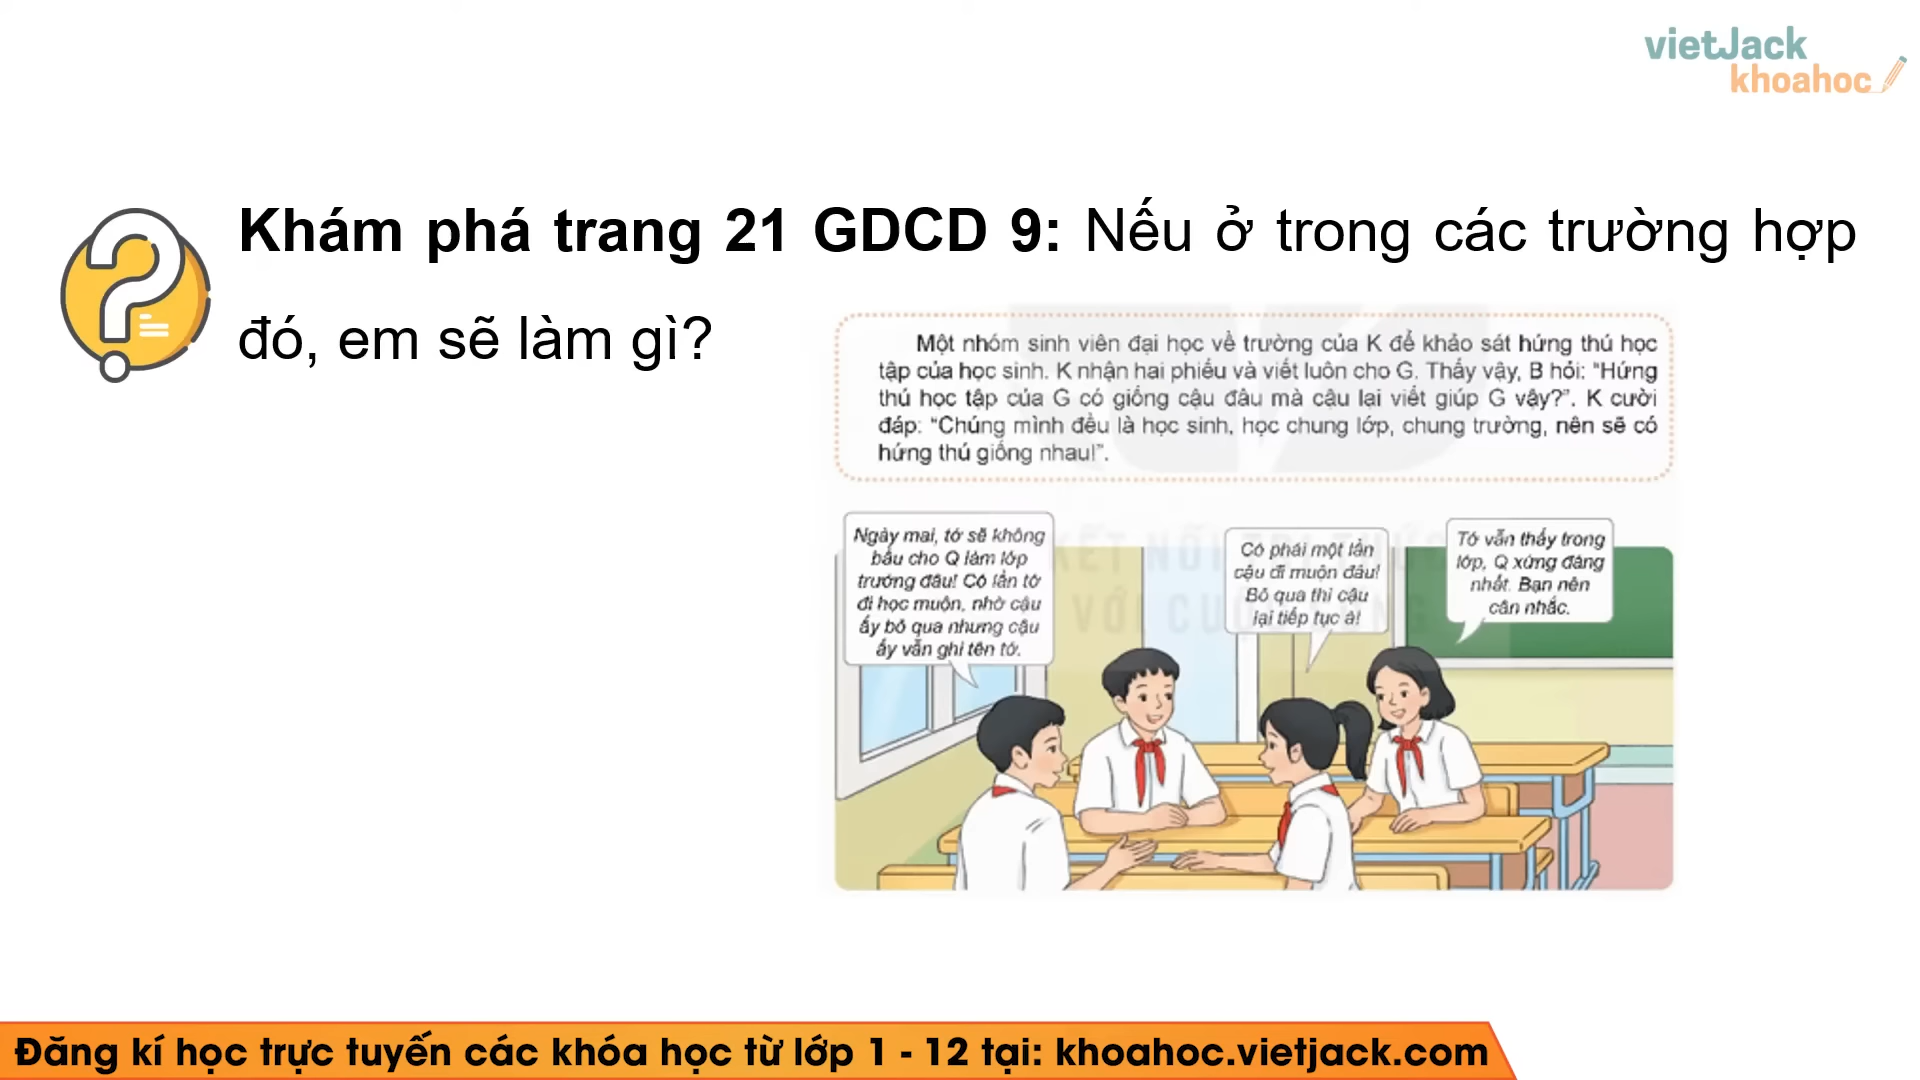 vietJack
khoahoc
Khám phá trang 21 GDCD 9: Nếu ở trong các trường hợp
đó, em sẽ làm gì?
Một nhóm sinh viên đại học về trường của K để khảo sát hứng thú học
tập của học sinh. K nhận hai phiếu và viết luôn cho G. Thấy vậy, B hỏi: “Hứng
thú học tập của G có giống cậu đâu mà cậu lại viết giúp G vậy?”. K cười
đáp: “Chúng mình đều là học sinh, học chung lớp, chung trường, nên sẽ có
hứng thú giống nhau!”.
Ngày mai, tớ sẽ không
bầu cho Q làm lớp
trưởng đâu! Có lần tớ
đi học muộn, nhờ cậu
ấy bỏ qua nhưng cậu
ấy vẫn ghi tên tớ.
Có phải một lần
cậu đi muộn đâu!
Bỏ qua thì cậu
lại tiếp tục à!
Tớ vẫn thấy trong
lớp, Q xứng đáng
nhất. Bạn nên
cân nhắc.
KẾT NỐI TRI THỨC
VỚI CUỘC SỐNG
Đăng kí học trực tuyến các khóa học từ lớp 1 - 12 tại: khoahoc.vietjack.com